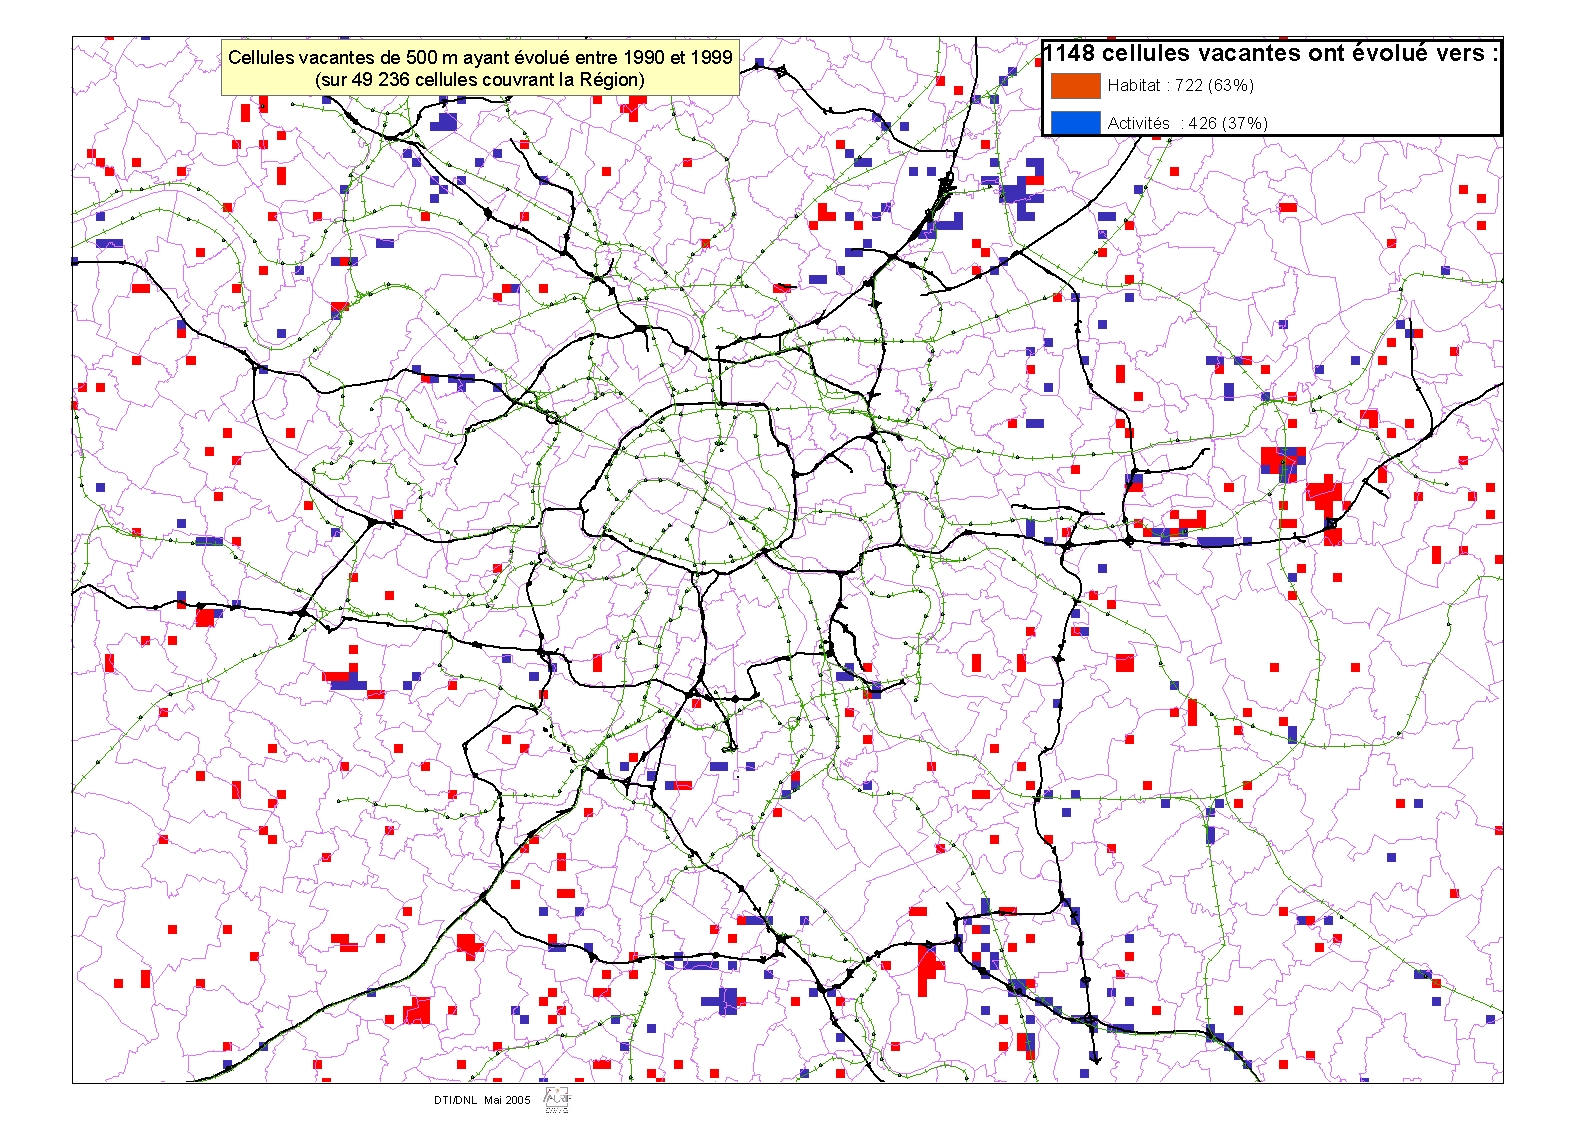 Cellules vacantes de 500 m ayant évolué entre 1990 et 1999
(sur 49 236 cellules couvrant la Région)
1148 cellules vacantes ont évolué vers :
Habitat : 722 (63%)
Activités : 426 (37%)
DTI/DNL Mai 2005